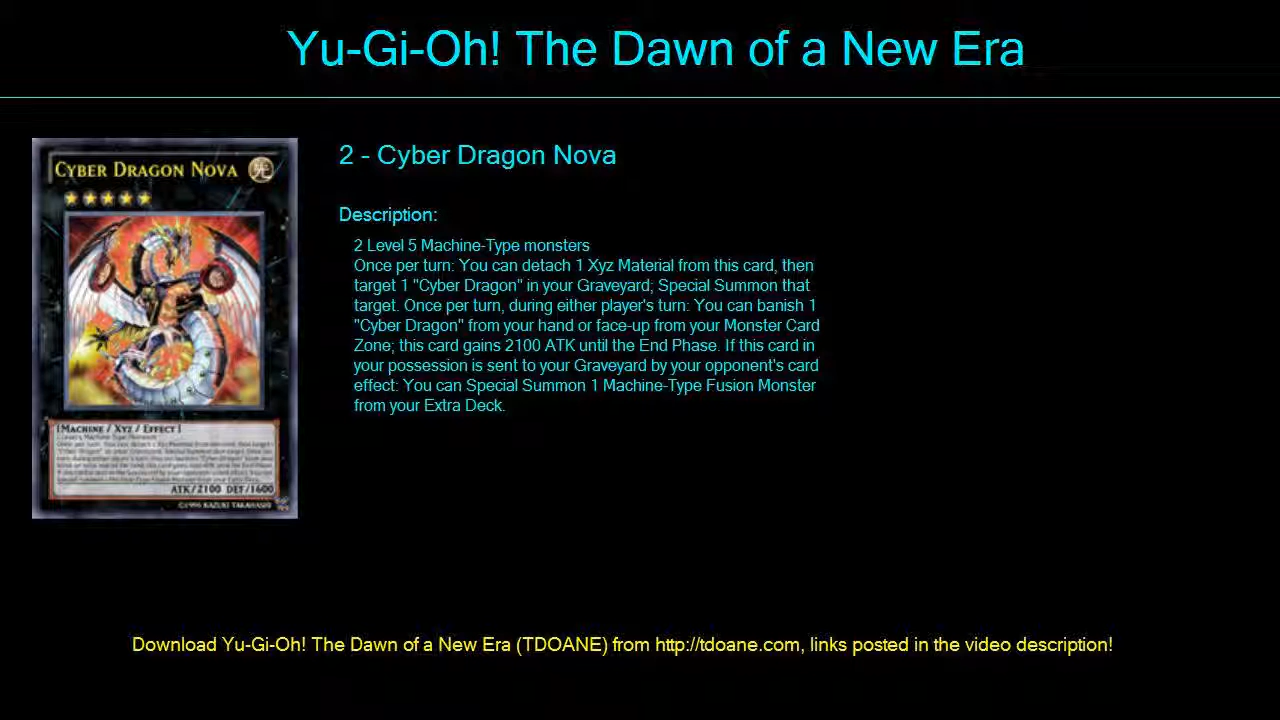 Yu-Gi-Oh! The Dawn of a New Era
CYBER DRAGON NOVA
2 - Cyber Dragon Nova
Description:
2 Level 5 Machine-Type monsters
Once per turn: You can detach 1 Xyz Material from this card, then
target 1 "Cyber Dragon" in your Graveyard; Special Summon that
target. Once per turn, during either player's turn: You can banish 1
"Cyber Dragon" from your hand or face-up from your Monster Card
Zone; this card gains 2100 ATK until the End Phase. If this card in
your possession is sent to your Graveyard by your opponent's card
effect: You can Special Summon 1 Machine-Type Fusion Monster
from your Extra Deck.
[MACHINE / XYZ / EFFECT]
ATK/2100 DEF/1600
©1996 KAZUKI TAKAHASHI
Download Yu-Gi-Oh! The Dawn of a New Era (TDOANE) from http://tdoane.com, links posted in the video description!